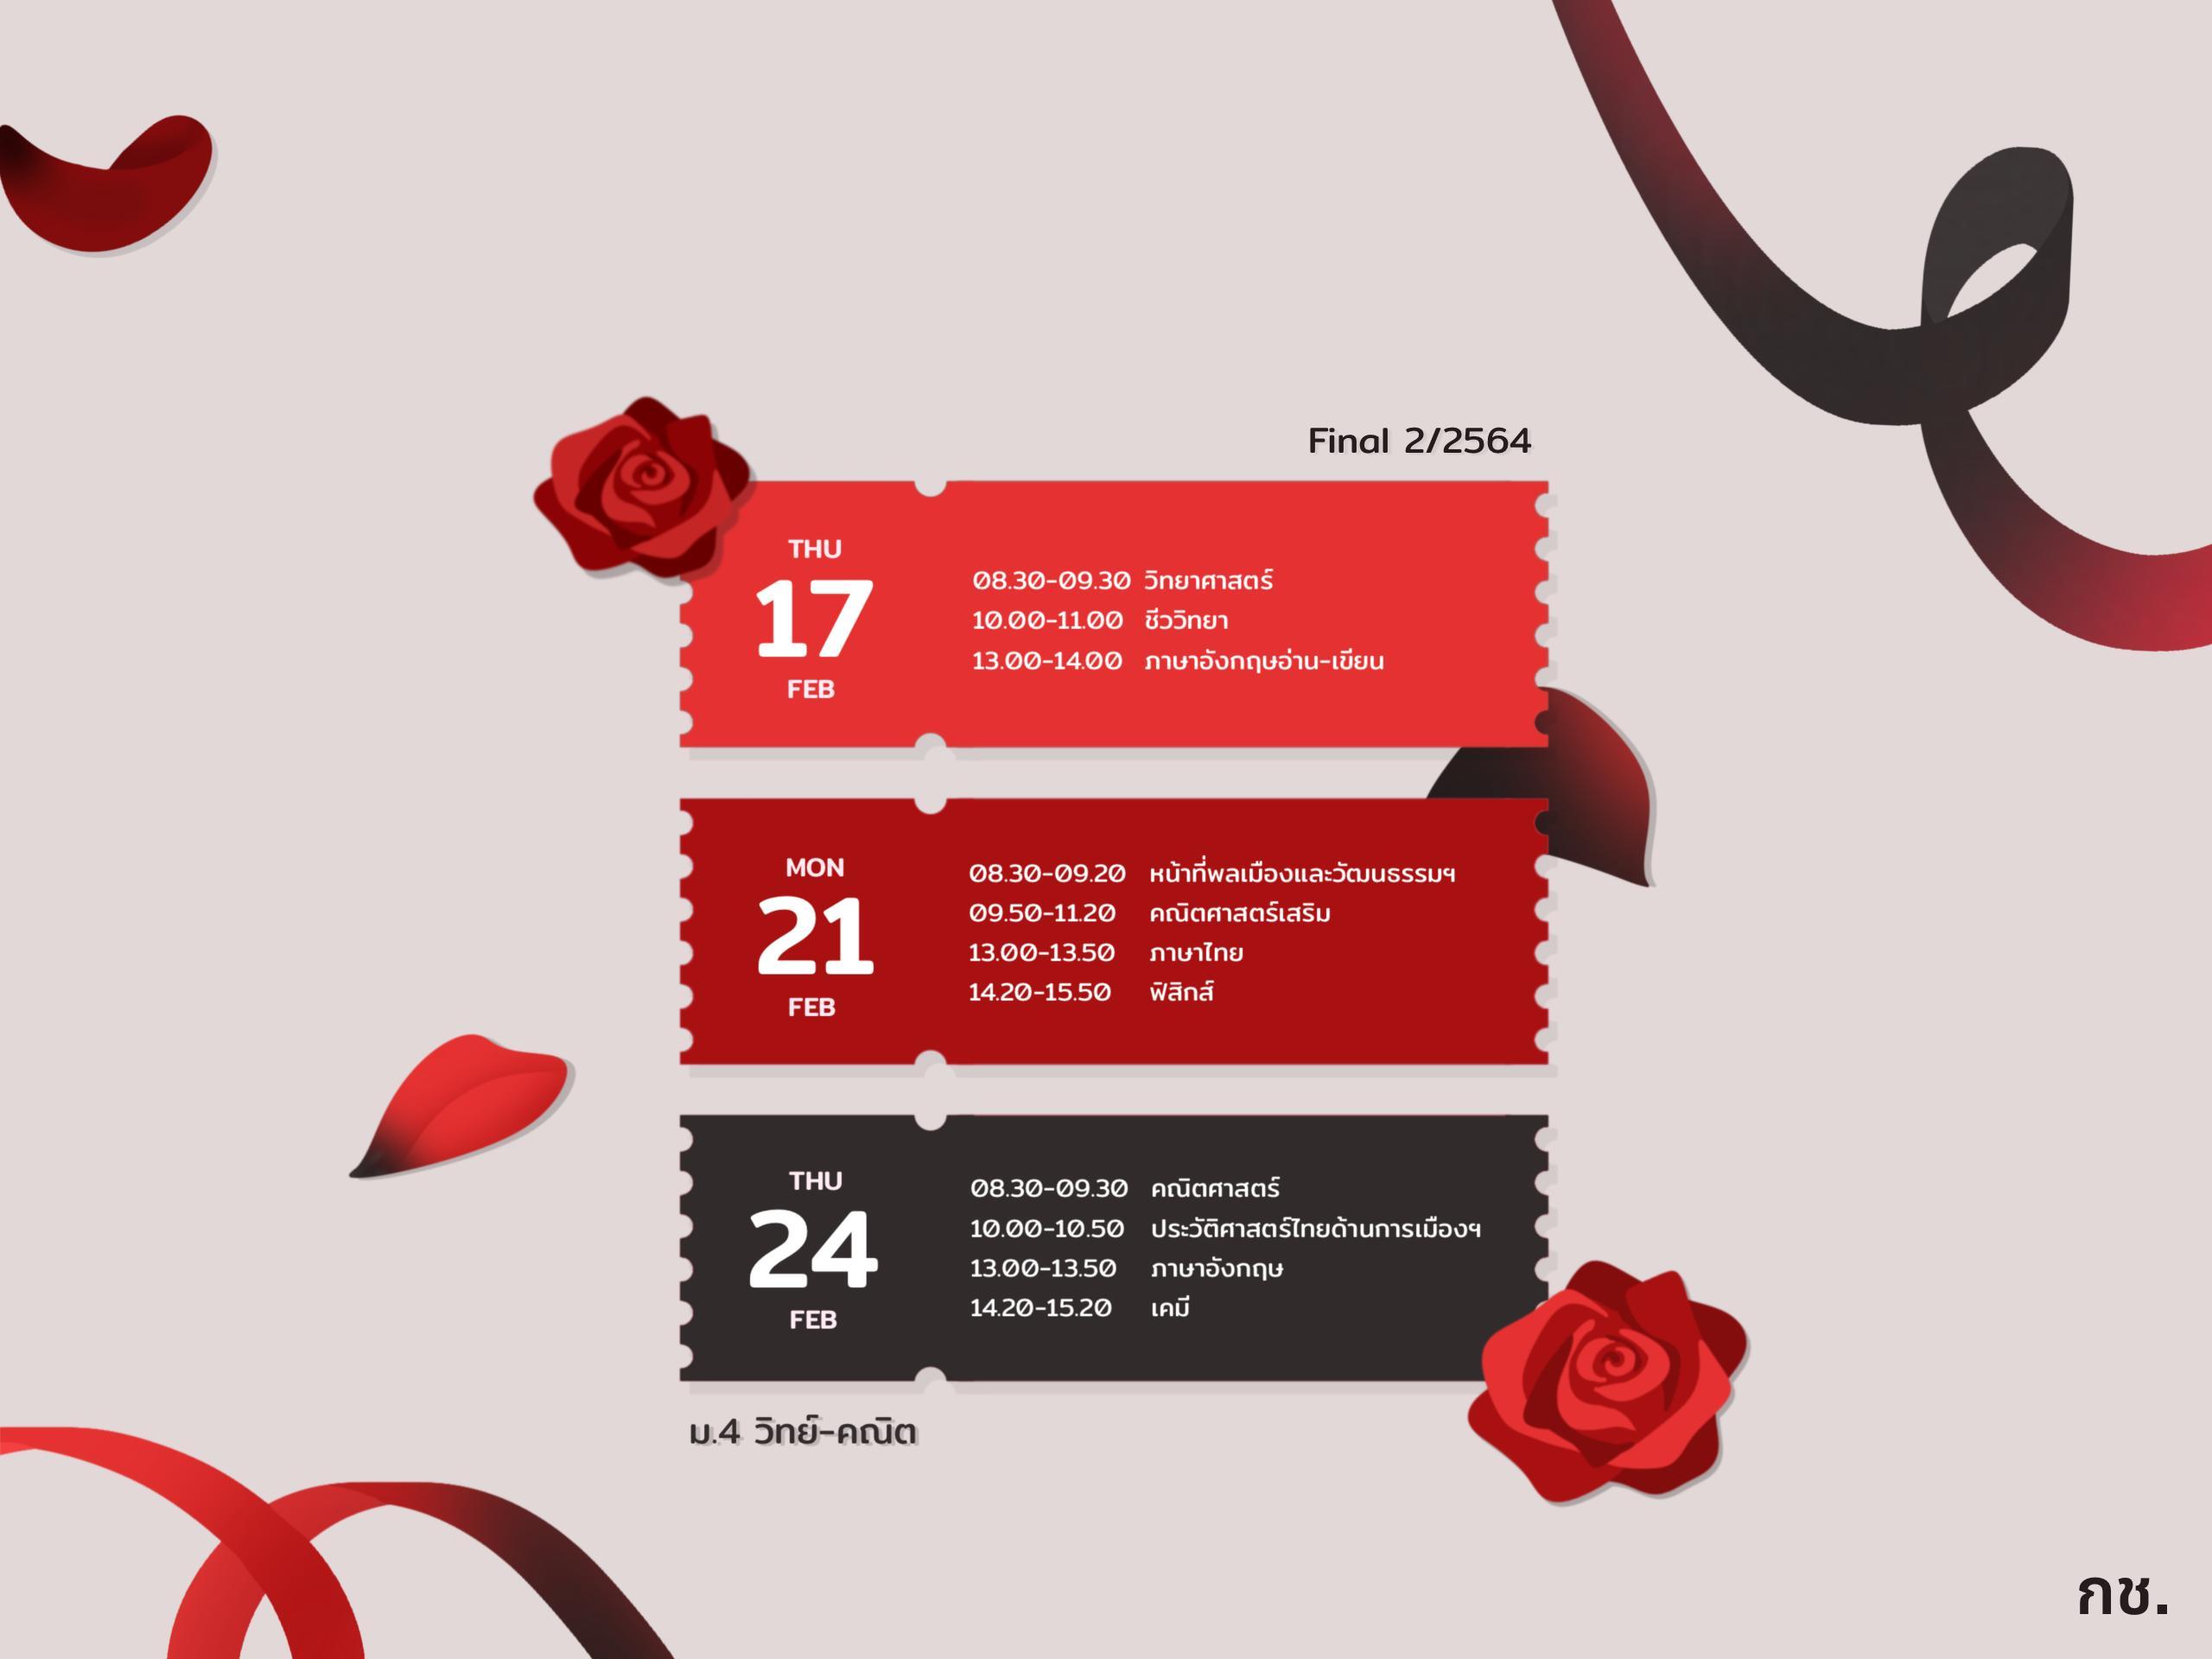 Final 2/2564
THU
17
FEB
08.30-09.30 วิทยาศาสตร์
10.00-11.00 ชีววิทยา
13.00-14.00 ภาษาอังกฤษอ่าน-เขียน
MON
21
FEB
08.30-09.20 หน้าที่พลเมืองและวัฒนธรรมฯ
09.50-11.20 คณิตศาสตร์เสริม
13.00-13.50 ภาษาไทย
14.20-15.50 ฟิสิกส์
THU
24
FEB
08.30-09.30 คณิตศาสตร์
10.00-10.50 ประวัติศาสตร์ไทยด้านการเมืองฯ
13.00-13.50 ภาษาอังกฤษ
14.20-15.20 เคมี
ม.4 วิทย์-คณิต
กช.